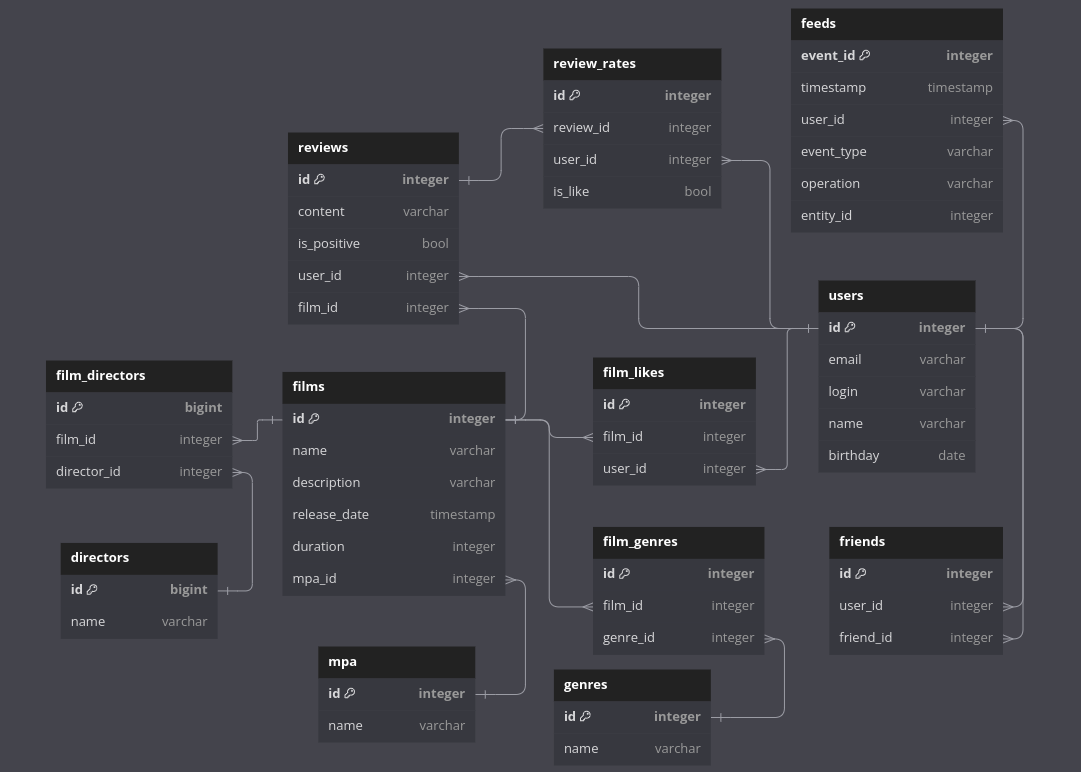 feeds
event_id integer
timestamp timestamp
user_id integer
event_type varchar
operation varchar
entity_id integer
review_rates
id integer
review_id integer
user_id integer
is_like bool
reviews
id integer
content varchar
is_positive bool
user_id integer
film_id integer
users
id integer
email varchar
login varchar
name varchar
birthday date
film_directors
id bigint
film_id integer
director_id integer
films
id integer
name varchar
description varchar
release_date timestamp
duration integer
mpa_id integer
film_likes
id integer
film_id integer
user_id integer
directors
id bigint
name varchar
film_genres
id integer
film_id integer
genre_id integer
friends
id integer
user_id integer
friend_id integer
mpa
id integer
name varchar
genres
id integer
name varchar